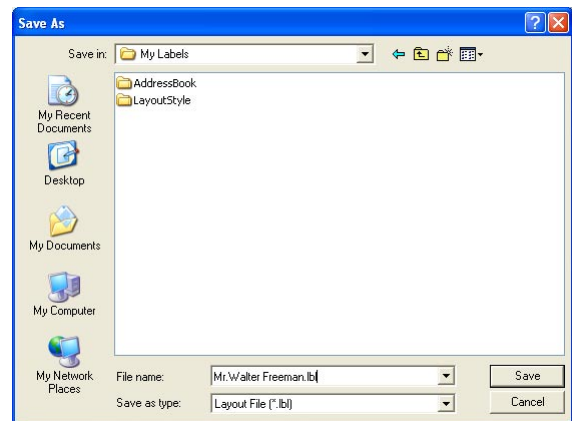 Save As
Save in: My Labels
AddressBook
LayoutStyle
My Recent
Documents
Desktop
My Documents
My Computer
My Network
Places
File name: Mr.Walter Freeman.lbl Save
Save as type: Layout File (*.lbl) Cancel